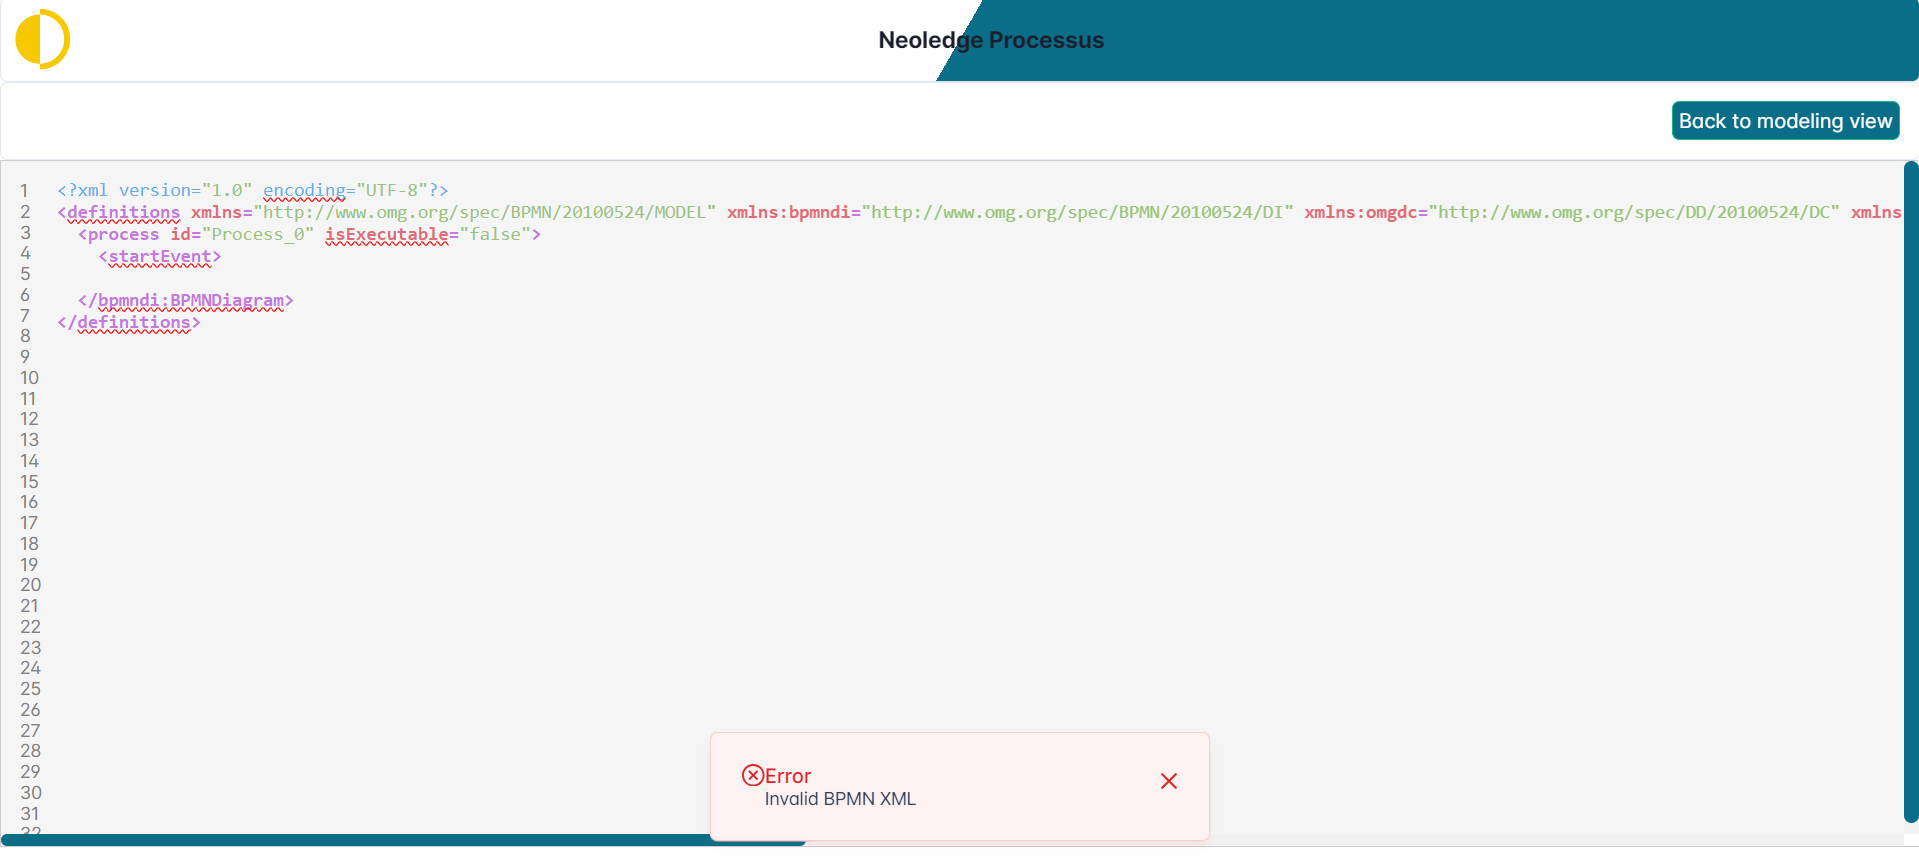 Neoledge Processus
Back to modeling view
1 <?xml version="1.0" encoding="UTF-8"?>
2 <definitions xmlns="http://www.omg.org/spec/BPMN/20100524/MODEL" xmlns:bpmndi="http://www.omg.org/spec/BPMN/20100524/DI" xmlns:omgdc="http://www.omg.org/spec/DD/20100524/DC" xmlns
3 <process id="Process_0" isExecutable="false">
4 <startEvent>
5
6 </bpmndi:BPMNDiagram>
7 </definitions>
8
9
10
11
12
13
14
15
16
17
18
19
20
21
22
23
24
25
26
27
28
29
30
31
32
Error
Invalid BPMN XML